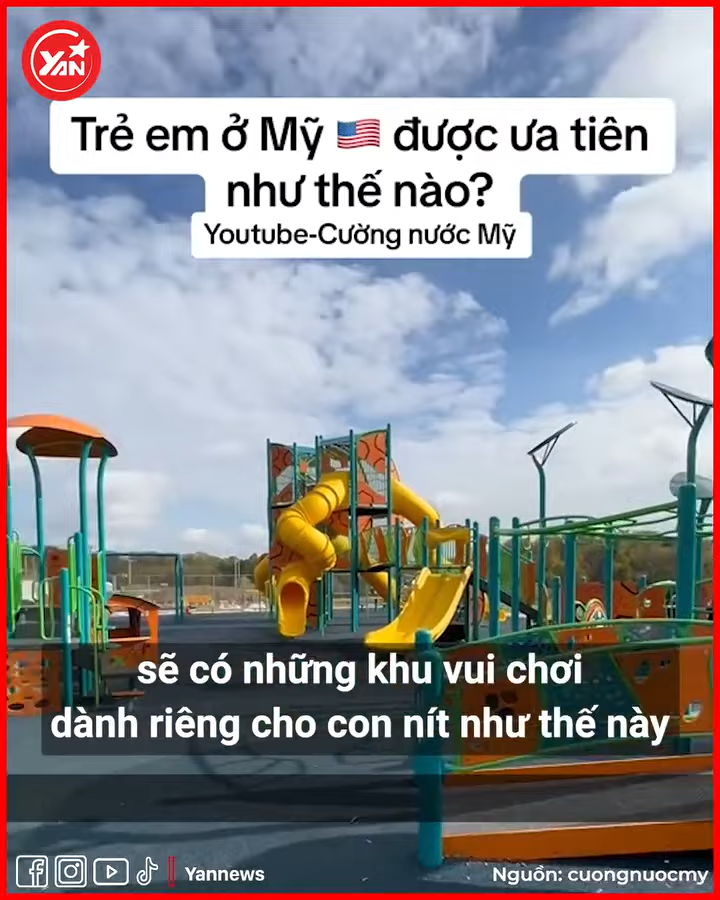 YAN
Trẻ em ở Mỹ 🇺🇸 được ưa tiên
như thế nào?
Youtube-Cường nước Mỹ
sẽ có những khu vui chơi
dành riêng cho con nít như thế này
Yannews
Nguồn: cuongnuocmy